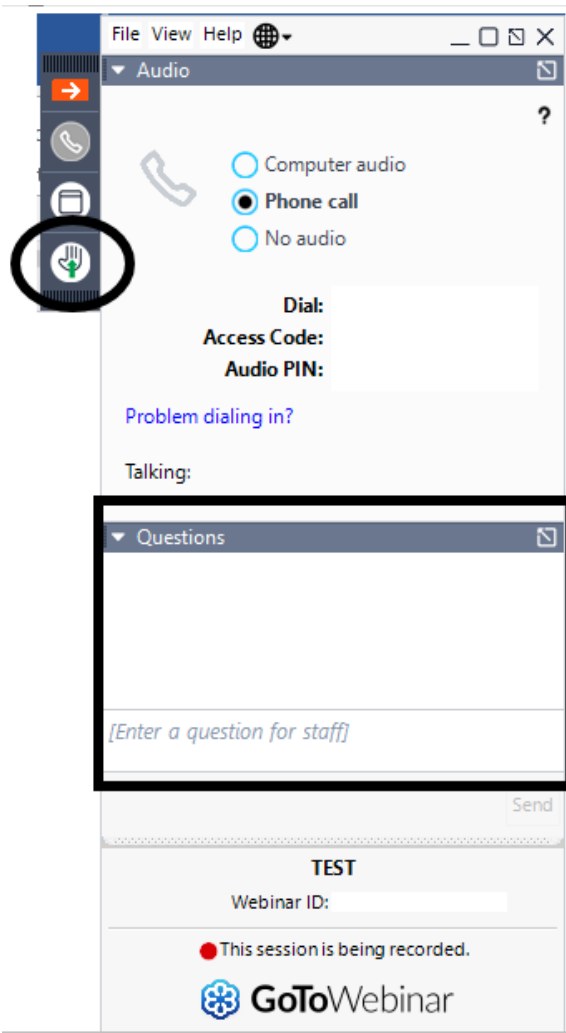 File View Help
Audio
?
Computer audio
Phone call
No audio
Dial:
Access Code:
Audio PIN:
Problem dialing in?
Talking:
Questions
[Enter a question for staff]
Send
TEST
Webinar ID:
This session is being recorded.
GoToWebinar